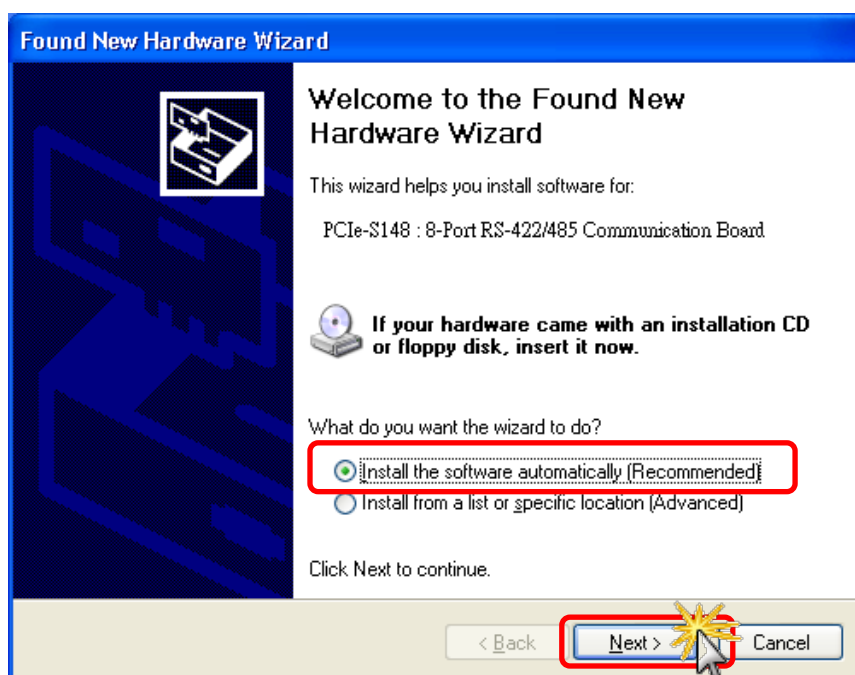 Found New Hardware Wizard
Welcome to the Found New
Hardware Wizard
This wizard helps you install software for:
PCIe-S148 : 8-Port RS-422/485 Communication Board
If your hardware came with an installation CD
or floppy disk, insert it now.
What do you want the wizard to do?
Install the software automatically (Recommended)
Install from a list or specific location (Advanced)
Click Next to continue.
< Back Next > Cancel